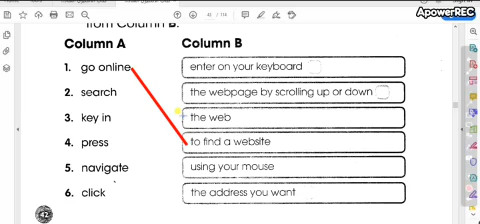 41 / 114
ApowerREC
from Column B.
Column A Column B
1. go online enter on your keyboard
2. search the webpage by scrolling up or down
3. key in the web
4. press to find a website
5. navigate using your mouse
6. click the address you want
42